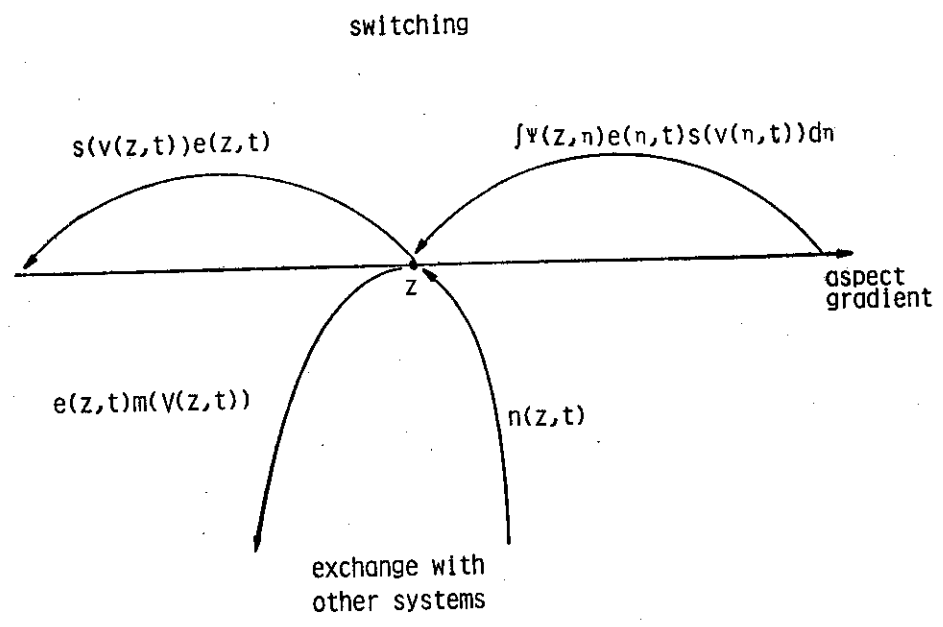 switching
s(v(z,t))e(z,t)
∫Ψ(z,η)e(η,t)s(v(η,t))dη
z
aspect
gradient
e(z,t)m(V(z,t))
n(z,t)
exchange with
other systems